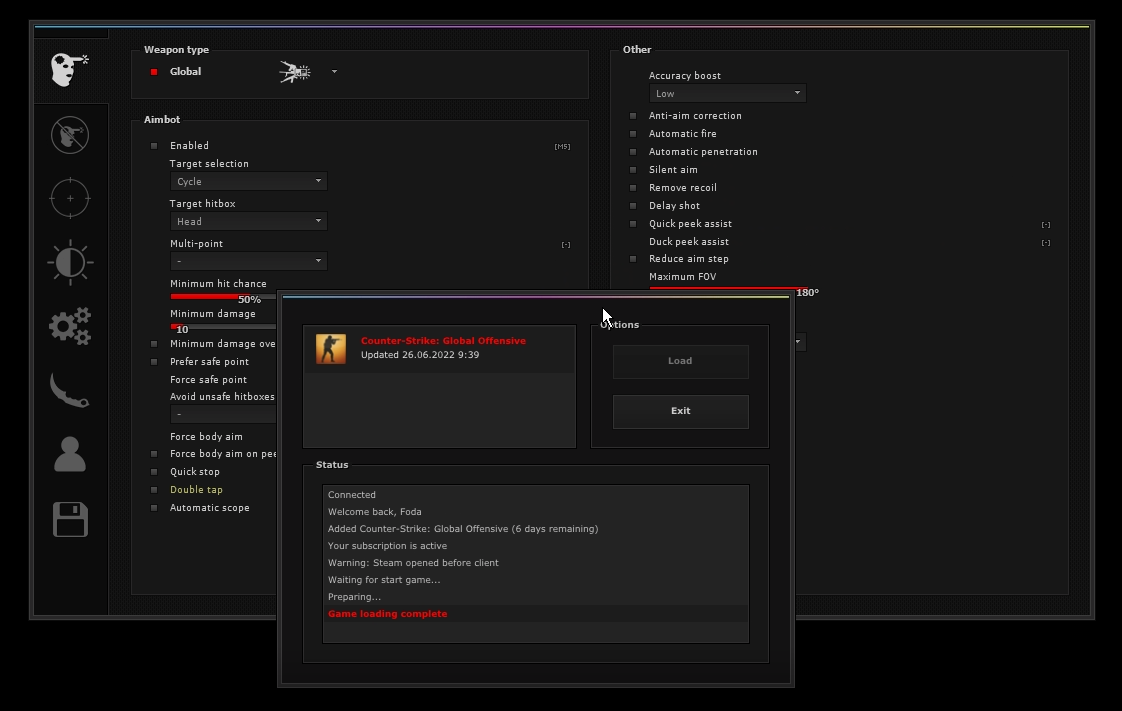 Weapon type
Global
Aimbot
Enabled
[M5]
Target selection
Cycle
Target hitbox
Head
Multi-point
[-]
-
Minimum hit chance
50%
Minimum damage
10
Minimum damage ove
Prefer safe point
Force safe point
Avoid unsafe hitboxes
-
Force body aim
Force body aim on pee
Quick stop
Double tap
Automatic scope
Other
Accuracy boost
Low
Anti-aim correction
Automatic fire
Automatic penetration
Silent aim
Remove recoil
Delay shot
Quick peek assist
[-]
Duck peek assist
[-]
Reduce aim step
Maximum FOV
180°
Counter-Strike: Global Offensive
Updated 26.06.2022 9:39
Options
Load
Exit
Status
Connected
Welcome back, Foda
Added Counter-Strike: Global Offensive (6 days remaining)
Your subscription is active
Warning: Steam opened before client
Waiting for start game...
Preparing...
Game loading complete